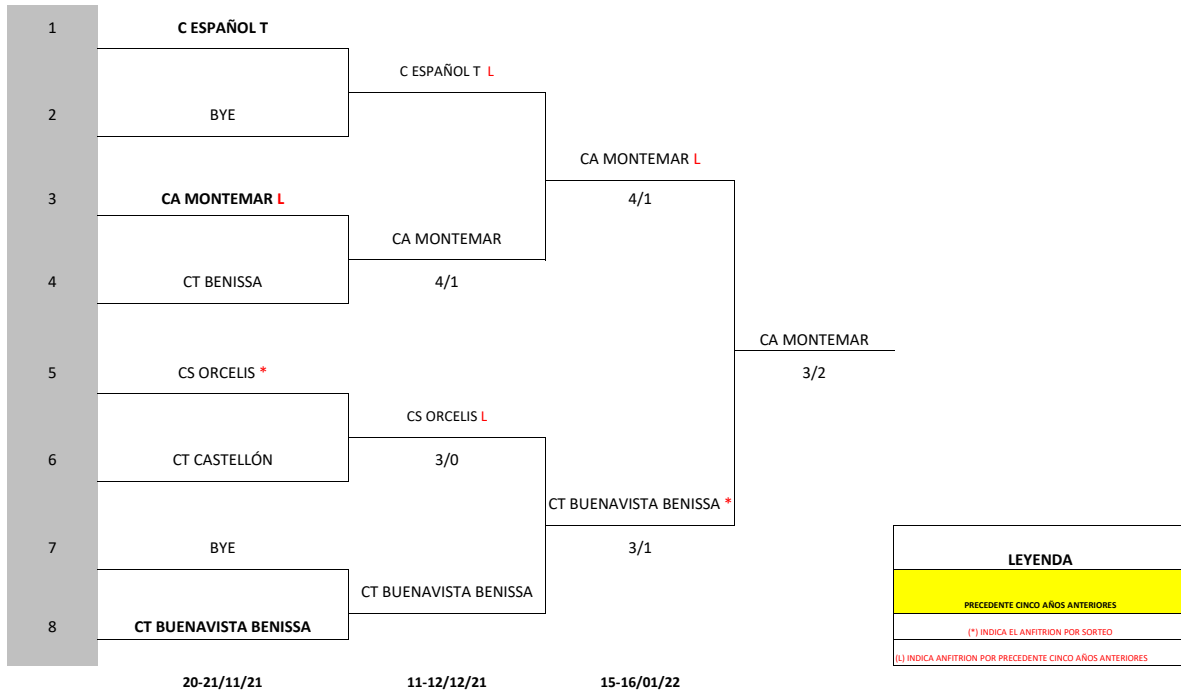 1 C ESPAÑOL T
C ESPAÑOL T L
2 BYE
CA MONTEMAR L
3 CA MONTEMAR L 4/1
CA MONTEMAR
4 CT BENISSA 4/1
CA MONTEMAR
5 CS ORCELIS * 3/2
CS ORCELIS L
6 CT CASTELLÓN 3/0
CT BUENAVISTA BENISSA *
7 BYE 3/1
LEYENDA
CT BUENAVISTA BENISSA
PRECEDENTE CINCO AÑOS ANTERIORES
8 CT BUENAVISTA BENISSA
(*) INDICA EL ANFITRION POR SORTEO
(L) INDICA ANFITRION POR PRECEDENTE CINCO AÑOS ANTERIORES
20-21/11/21 11-12/12/21 15-16/01/22